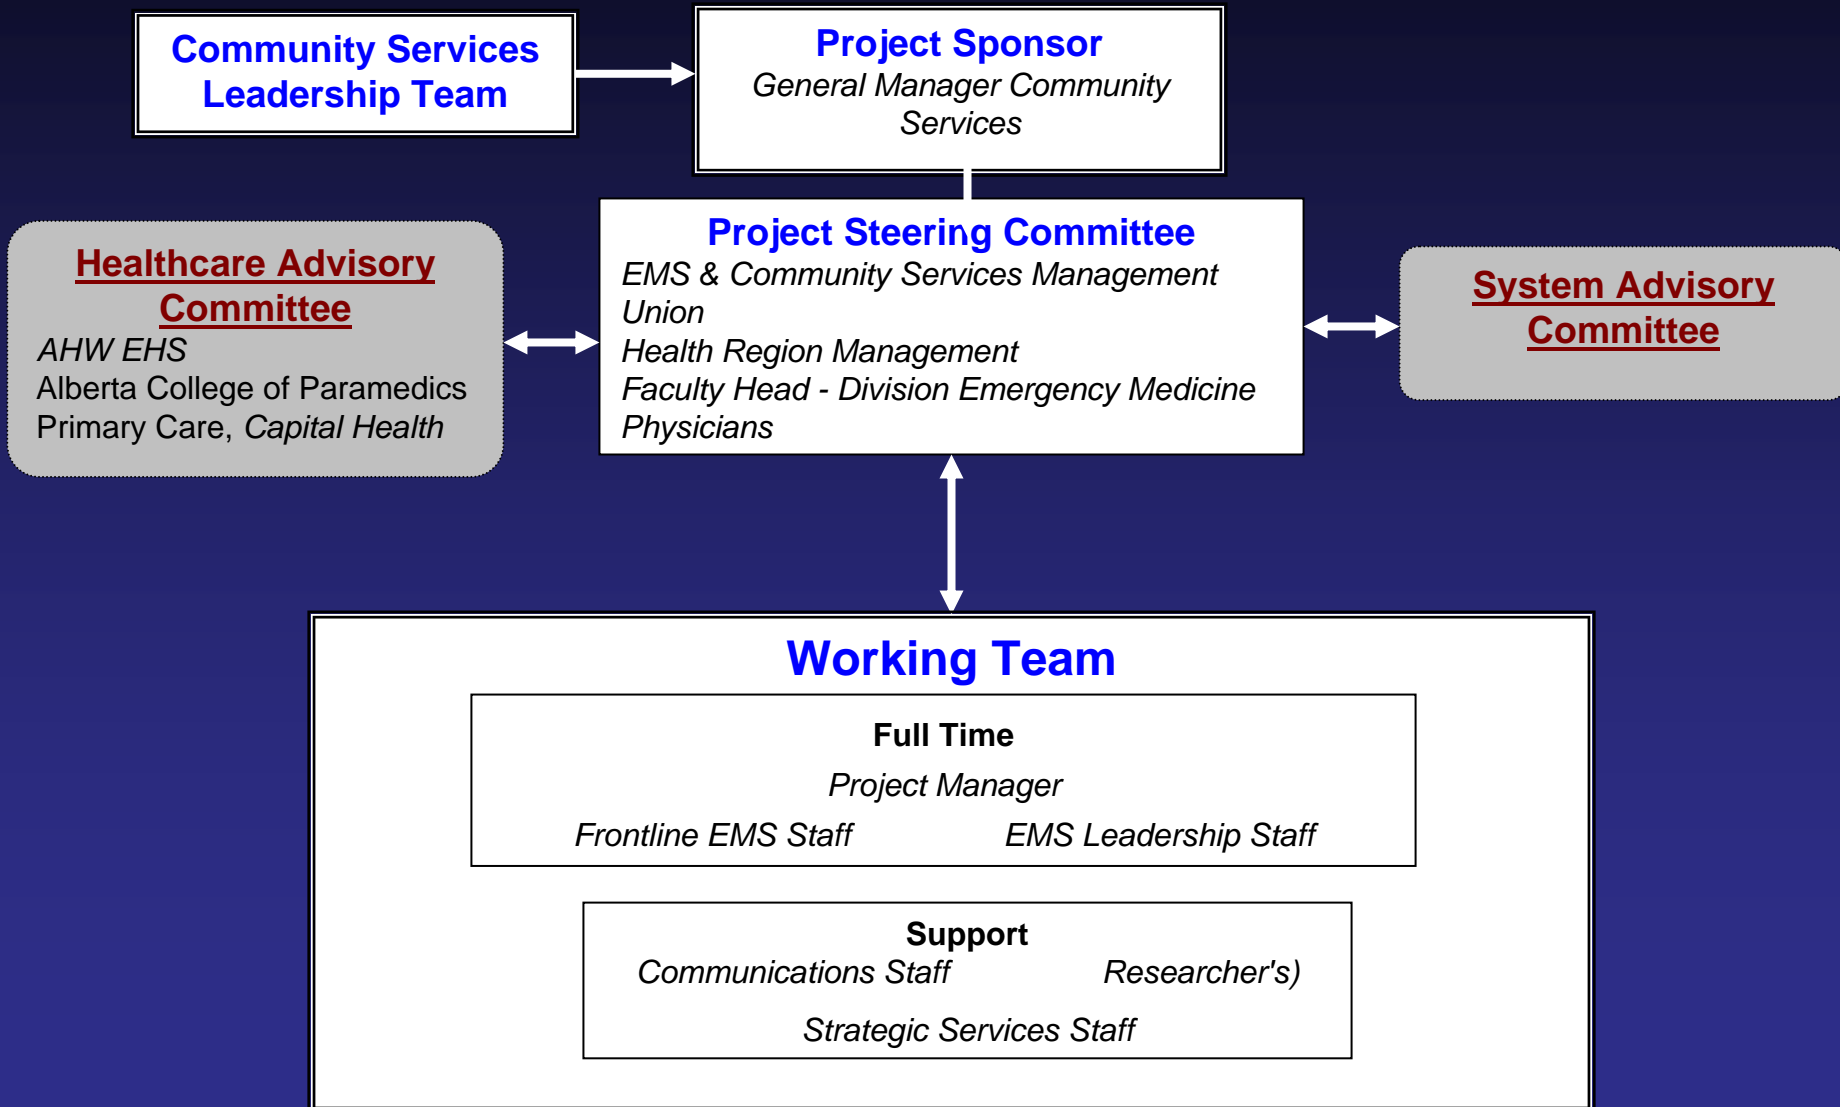 Community Services
Leadership Team
Project Sponsor
General Manager Community
Services
Healthcare Advisory
Committee
AHW EHS
Alberta College of Paramedics
Primary Care, Capital Health
Project Steering Committee
EMS & Community Services Management
Union
Health Region Management
Faculty Head - Division Emergency Medicine
Physicians
System Advisory
Committee
Working Team
Full Time
Project Manager
Frontline EMS Staff EMS Leadership Staff
Support
Communications Staff Researcher's)
Strategic Services Staff